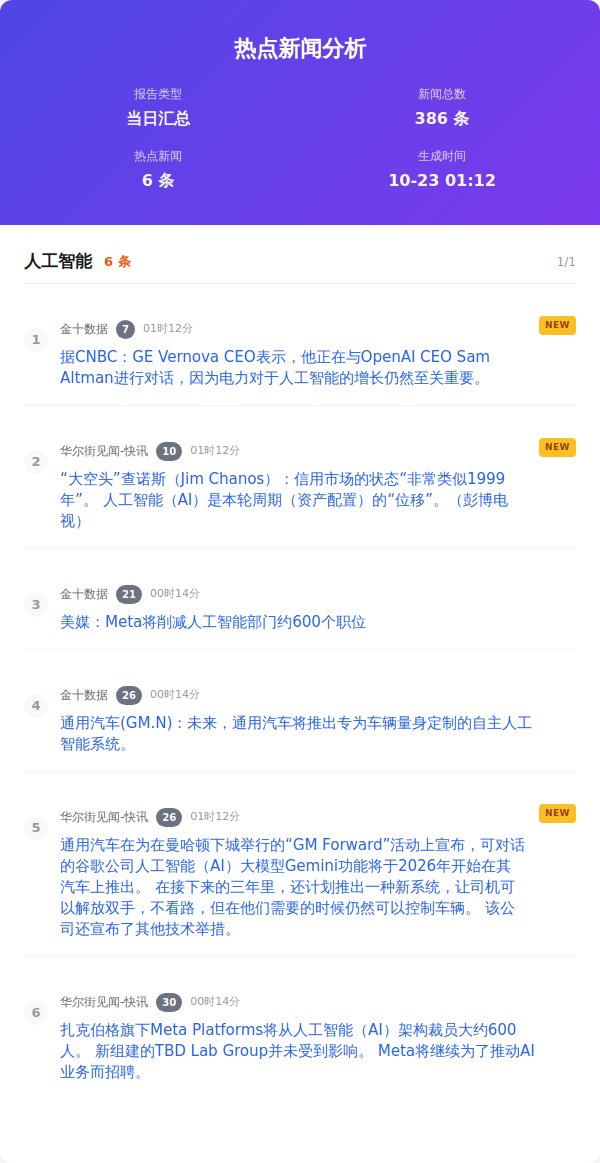 热点新闻分析
报告类型
新闻总数
当日汇总
386 条
热点新闻
生成时间
6 条
10-23 01:12
人工智能 6 条 1/1
1 金十数据 7 01时12分 NEW
据CNBC：GE Vernova CEO表示，他正在与OpenAI CEO Sam
Altman进行对话，因为电力对于人工智能的增长仍然至关重要。
2 华尔街见闻-快讯 10 01时12分 NEW
“大空头”查诺斯（Jim Chanos）：信用市场的状态“非常类似1999
年”。 人工智能（AI）是本轮周期（资产配置）的“位移”。（彭博电
视）
3 金十数据 21 00时14分
美媒：Meta将削减人工智能部门约600个职位
4 金十数据 26 00时14分
通用汽车(GM.N)：未来，通用汽车将推出专为车辆量身定制的自主人工
智能系统。
5 华尔街见闻-快讯 26 01时12分 NEW
通用汽车在为在曼哈顿下城举行的“GM Forward”活动上宣布，可对话
的谷歌公司人工智能（AI）大模型Gemini功能将于2026年开始在其
汽车上推出。 在接下来的三年里，还计划推出一种新系统，让司机可
以解放双手，不看路，但在他们需要的时候仍然可以控制车辆。 该公
司还宣布了其他技术举措。
6 华尔街见闻-快讯 30 00时14分
扎克伯格旗下Meta Platforms将从人工智能（AI）架构裁员大约600
人。 新组建的TBD Lab Group并未受到影响。 Meta将继续为了推动AI
业务而招聘。